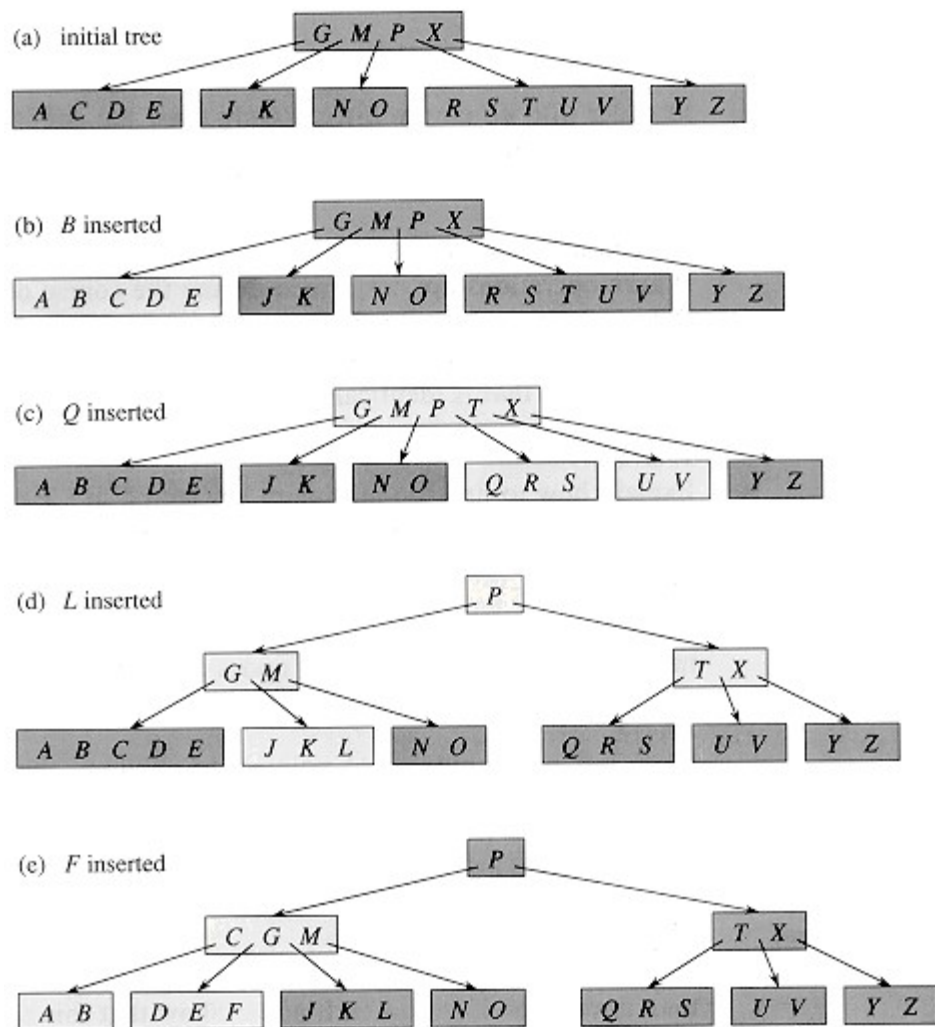 (a) initial tree
G M P X
A C D E J K N O R S T U V Y Z
(b) B inserted
G M P X
A B C D E J K N O R S T U V Y Z
(c) Q inserted
G M P T X
A B C D E J K N O Q R S U V Y Z
(d) L inserted
P
G M T X
A B C D E J K L N O Q R S U V Y Z
(e) F inserted
P
C G M T X
A B D E F J K L N O Q R S U V Y Z